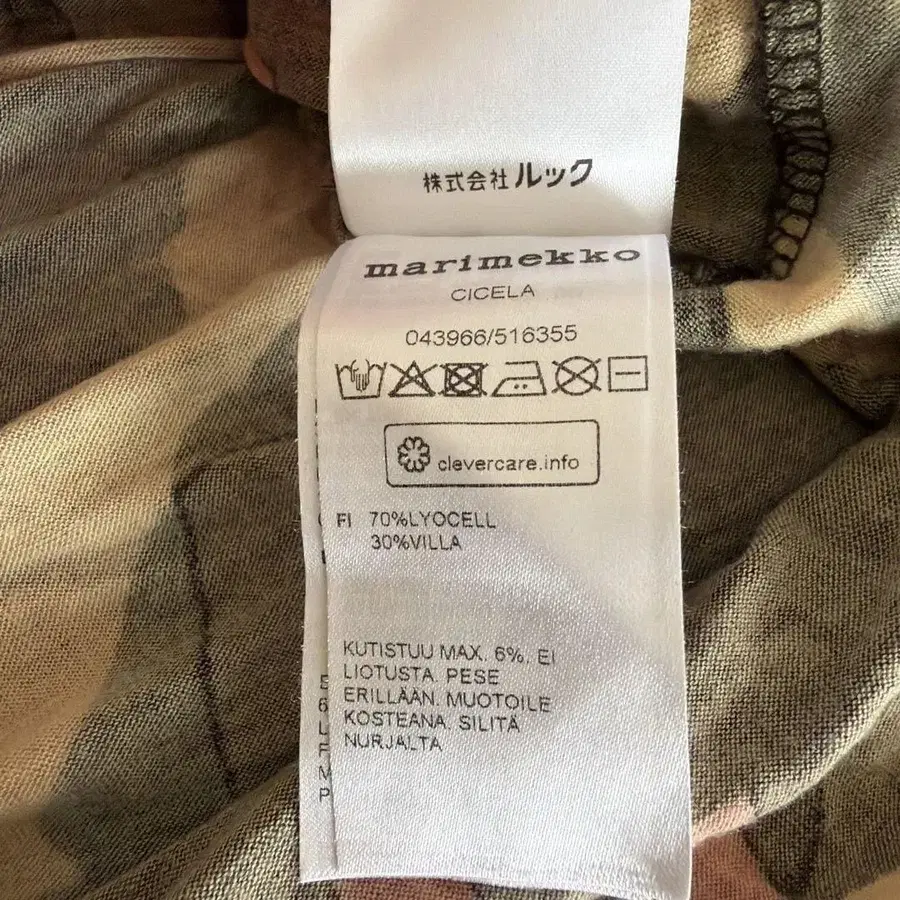 株式会社ルック
marimekko
CICELA
043966/516355
clevercare.info
FI 70%LYOCELL
30%VILLA
KUTISTUU MAX. 6%. EI
LIOTUSTA. PESE
ERILLÄÄN. MUOTOILE
KOSTEANA. SILITÄ
NURJALTA